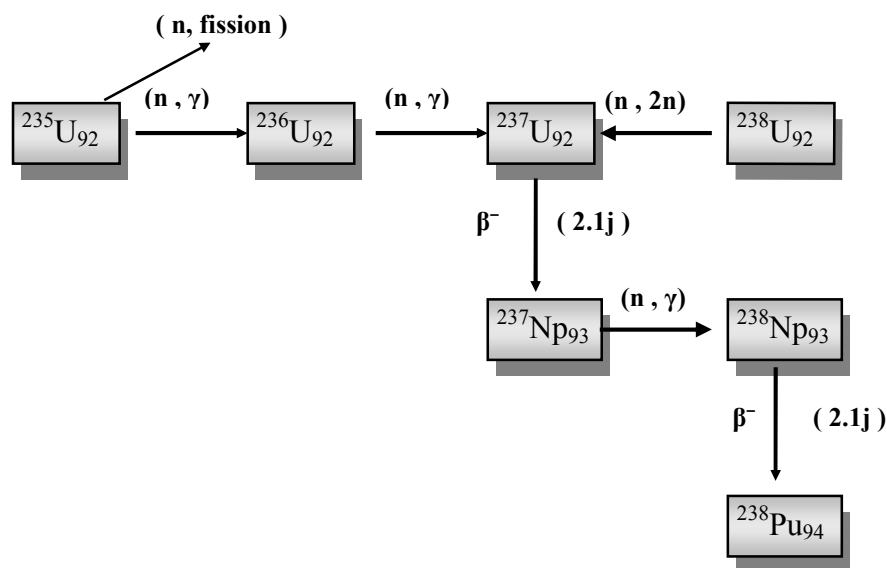 ( n, fission )
(n , γ) (n , γ) (n , 2n)
²³⁵U₉₂ ²³⁶U₉₂ ²³⁷U₉₂ ²³⁸U₉₂
β⁻ ( 2.1j )
(n , γ)
²³⁷Np₉₃ ²³⁸Np₉₃
β⁻ ( 2.1j )
²³⁸Pu₉₄